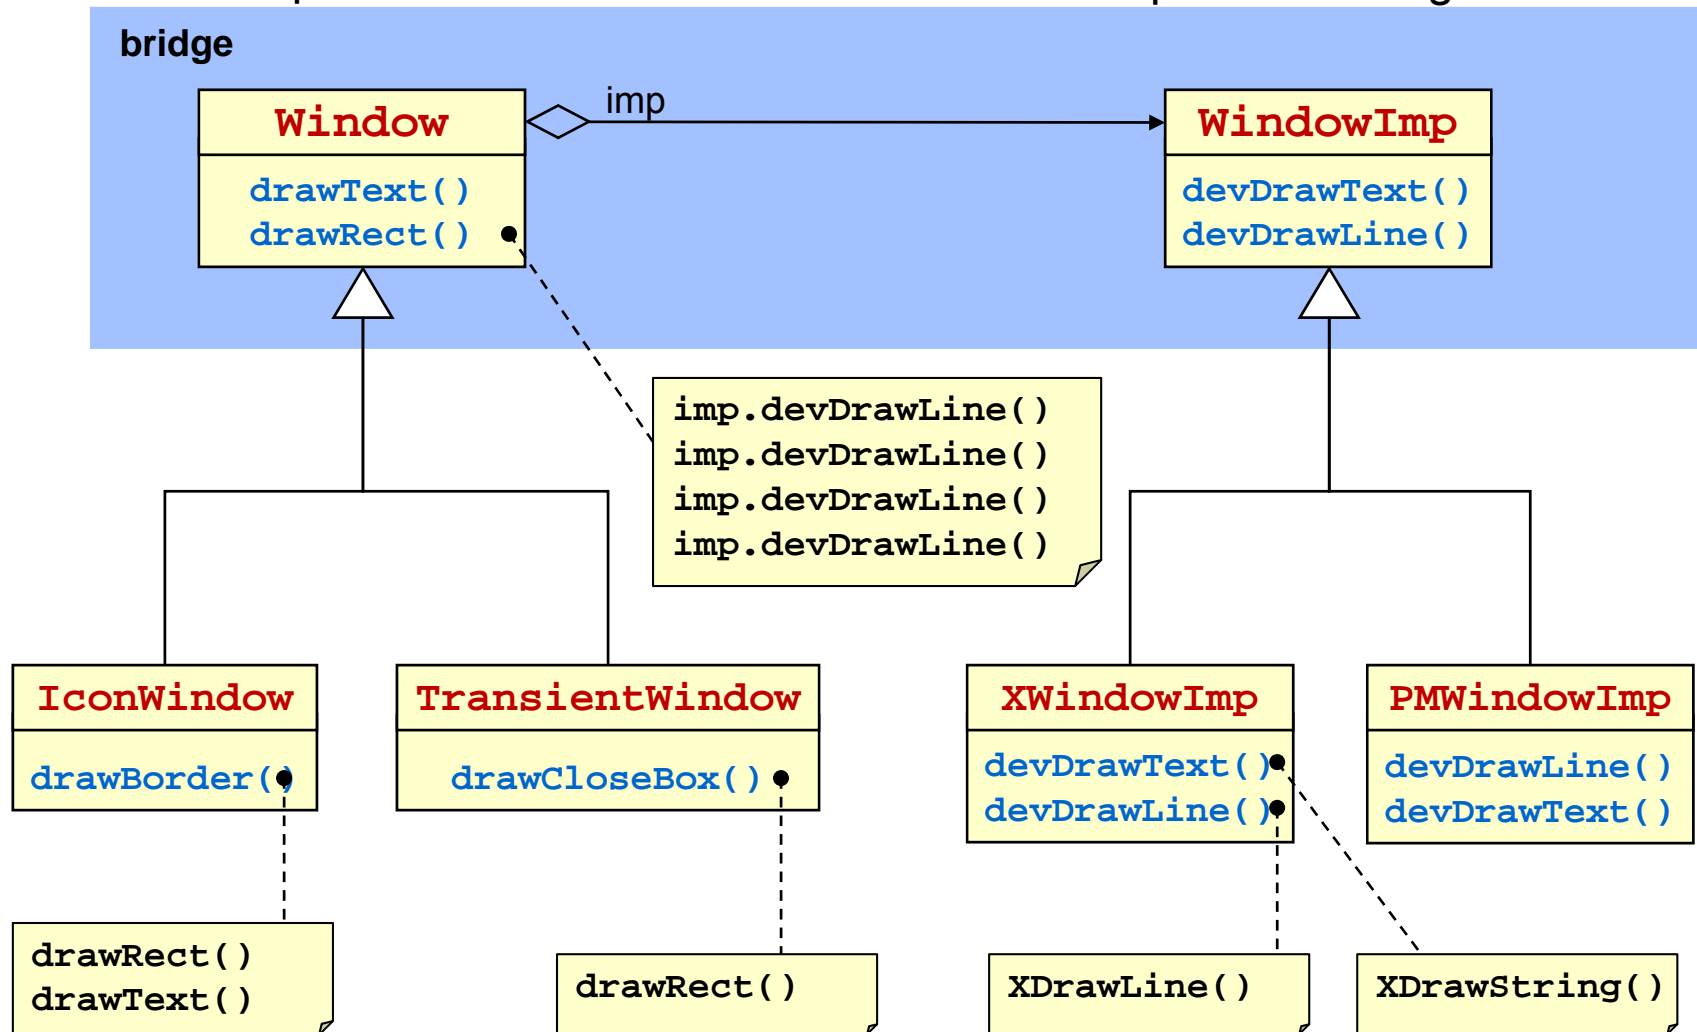 bridge
imp
Window
WindowImp
drawText()
drawRect()
devDrawText()
devDrawLine()
imp.devDrawLine()
imp.devDrawLine()
imp.devDrawLine()
imp.devDrawLine()
IconWindow
TransientWindow
XWindowImp
PMWindowImp
drawBorder()
drawCloseBox()
devDrawText()
devDrawLine()
devDrawLine()
devDrawText()
drawRect()
drawText()
drawRect()
XDrawLine()
XDrawString()